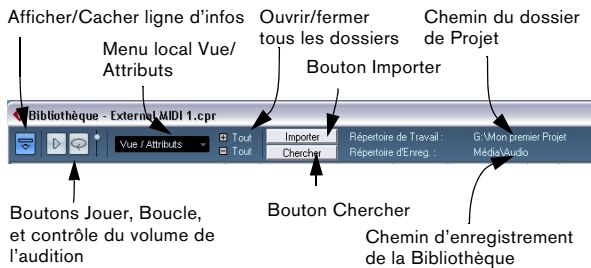 Afficher/Cacher ligne d'infos
Menu local Vue/
Attributs
Ouvrir/fermer
tous les dossiers
Bouton Importer
Chemin du dossier
de Projet
Bibliothèque - External MIDI 1.cpr
Vue / Attributs
Tout
Tout
Importer
Chercher
Répertoire de Travail :
G:\Mon premier Projet
Répertoire d'Enreg. :
Média\Audio
Boutons Jouer, Boucle,
et contrôle du volume de
l'audition
Bouton Chercher
Chemin d'enregistrement
de la Bibliothèque